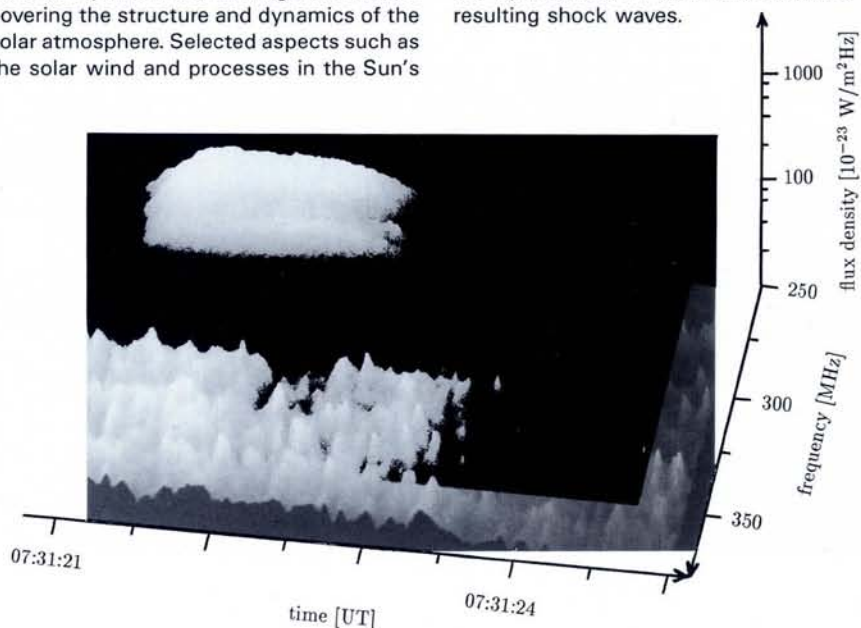 overing the structure and dynamics of the
olar atmosphere. Selected aspects such as
he solar wind and processes in the Sun's
resulting shock waves.
1000
100
250
flux density [10⁻²³ W/m² Hz]
300
frequency [MHz]
350
07:31:21
07:31:24
time [UT]